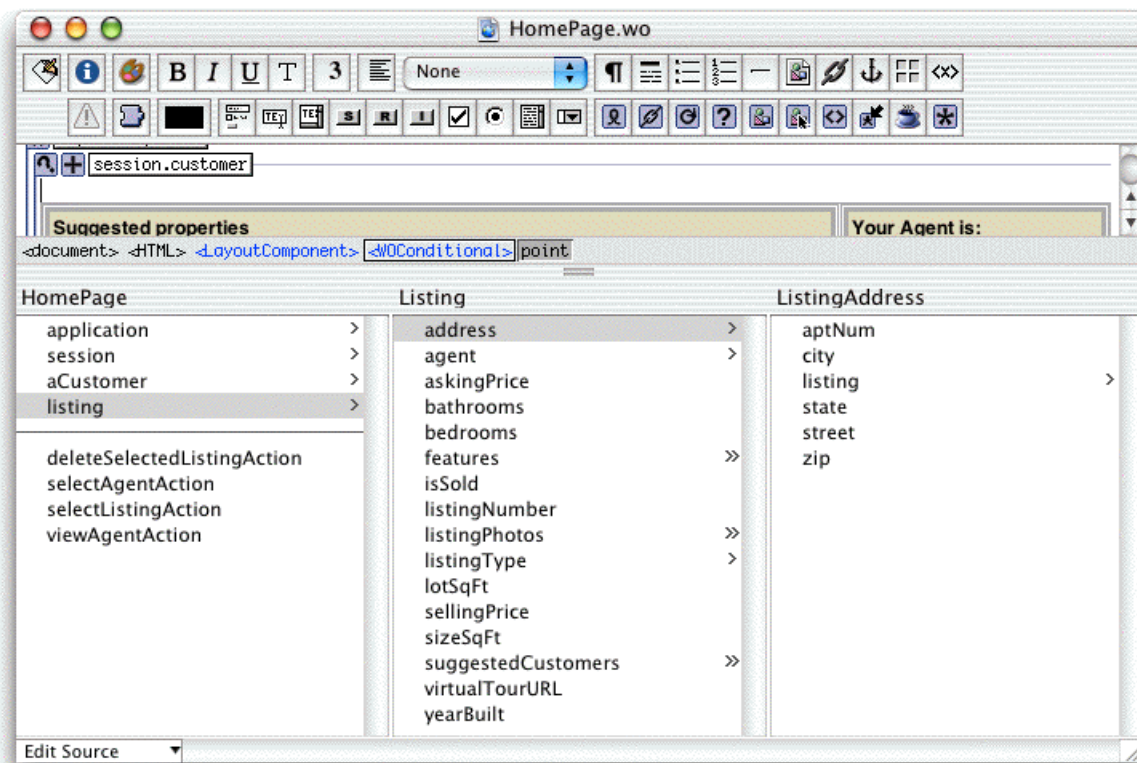 HomePage.wo
B I U T 3 None
session.customer
Suggested properties Your Agent is:
<document> <HTML> <LayoutComponent> <WOConditional> point
HomePage Listing ListingAddress
application > address > aptNum
session > agent > city
aCustomer > askingPrice listing >
listing > bathrooms state
bedrooms street
deleteSelectedListingAction features >> zip
selectAgentAction isSold
selectListingAction listingNumber
viewAgentAction listingPhotos >>
listingType >
lotSqFt
sellingPrice
sizeSqFt
suggestedCustomers >>
virtualTourURL
yearBuilt
Edit Source